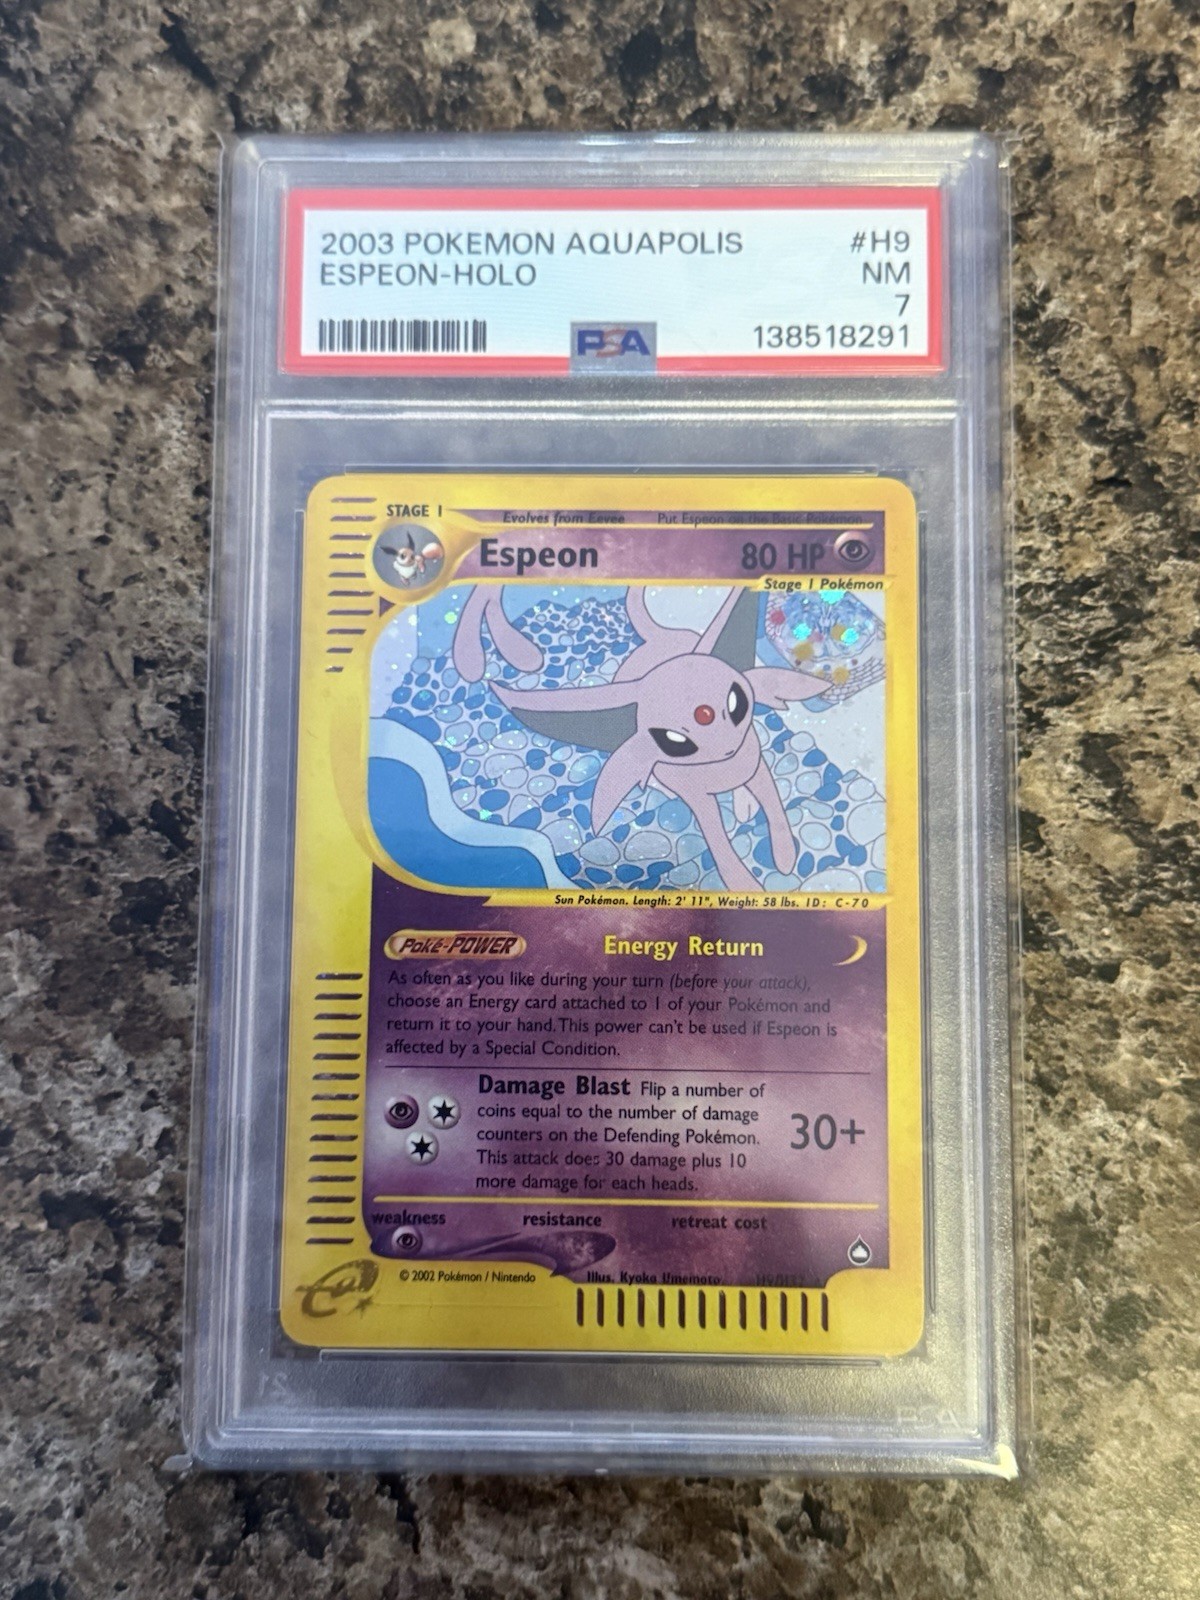 2003 POKEMON AQUAPOLIS #H9
ESPEON-HOLO NM
7
PSA 138518291
STAGE 1 Evolves from Eevee Put Espeon on the Basic Pokémon
Espeon 80 HP
Stage 1 Pokémon
Sun Pokémon. Length: 2' 11", Weight: 58 lbs. ID: C-70
Poké-POWER Energy Return
As often as you like during your turn (before your attack),
choose an Energy card attached to 1 of your Pokémon and
return it to your hand. This power can't be used if Espeon is
affected by a Special Condition.
Damage Blast Flip a number of
coins equal to the number of damage
counters on the Defending Pokémon. 30+
This attack does 30 damage plus 10
more damage for each heads.
weakness resistance retreat cost
© 2002 Pokémon / Nintendo Illus. Kyoko Umemoto
e
PSA